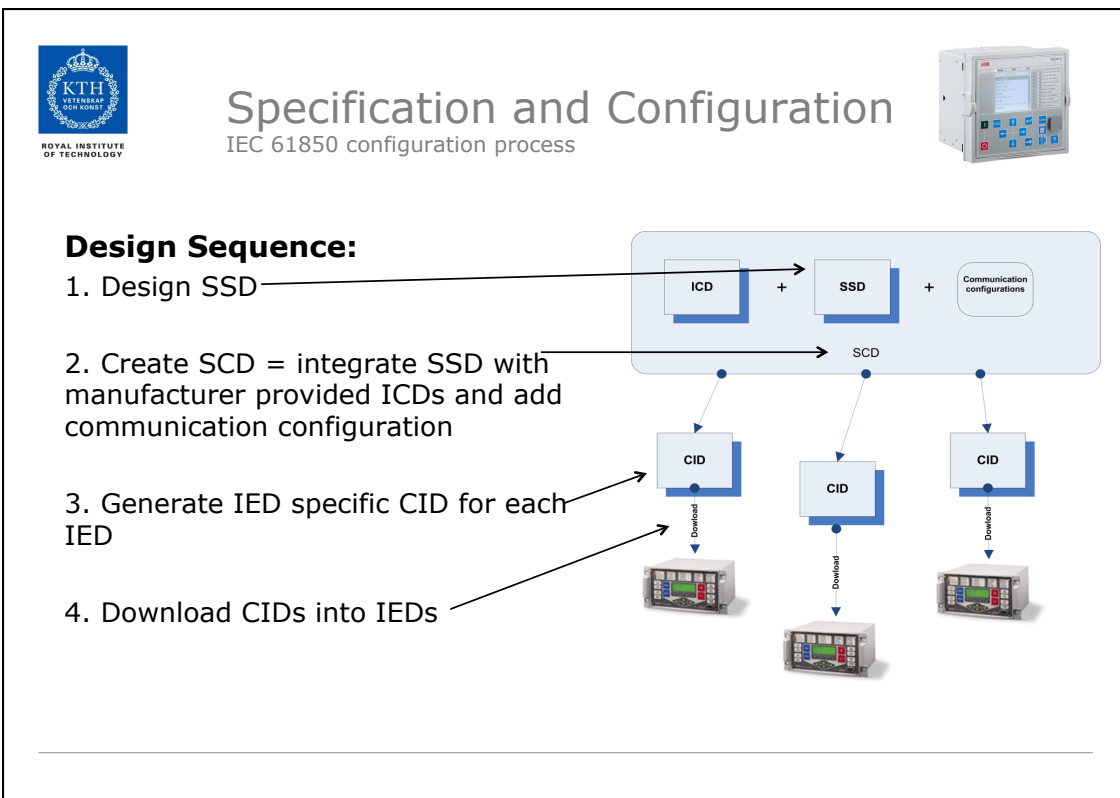 KTH
VETENSKAP
OCH KONST
ROYAL INSTITUTE
OF TECHNOLOGY
Specification and Configuration
IEC 61850 configuration process
ABB
Design Sequence:
1. Design SSD
2. Create SCD = integrate SSD with
manufacturer provided ICDs and add
communication configuration
3. Generate IED specific CID for each
IED
4. Download CIDs into IEDs
ICD
+
SSD
+
Communication
configurations
SCD
CID
CID
CID
Dowload
Dowload
Dowload